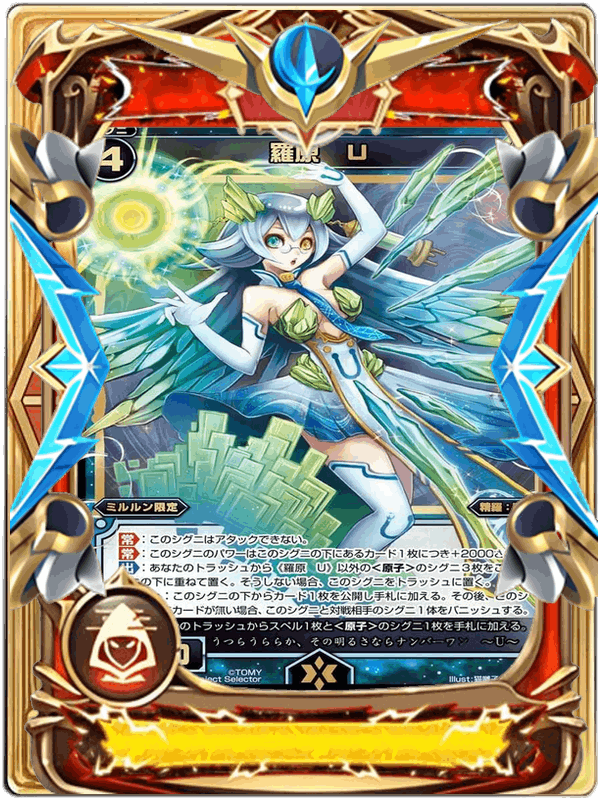 4
羅原 U
U
ミルルン限定
精羅:
常:このシグニはアタックできない。
常:このシグニのパワーはこのシグニの下にあるカード1枚につき+2000さ
:あなたのトラッシュから《羅原 U》以外の<原子>のシグニ3枚をこ
の下に重ねて置く。そうしない場合、このシグニをトラッシュに置く。
:このシグニの下からカード1枚を公開し手札に加える。その後、このシ
カードが無い場合、このシグニと対戦相手のシグニ1体をバニッシュする。
のトラッシュからスペル1枚と<原子>のシグニ1枚を手札に加える。
うつらうららか、その明るさならナンバーワン ~U~
©TOMY
ject Selector
Illust:猫囃子